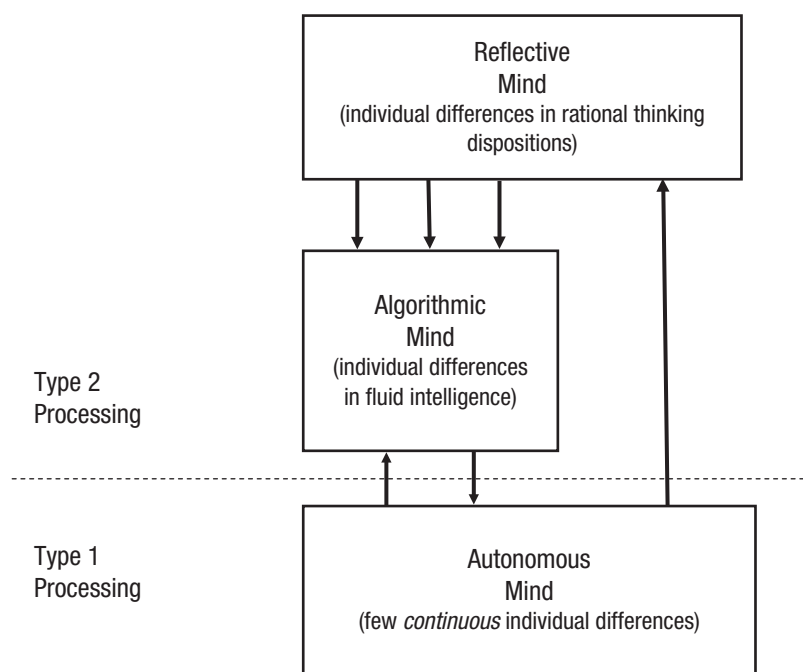 Reflective
Mind
(individual differences in rational thinking
dispositions)
Algorithmic
Mind
(individual differences
in fluid intelligence)
Type 2
Processing
Type 1
Processing
Autonomous
Mind
(few continuous individual differences)